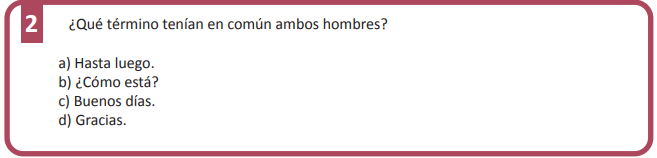 2
¿Qué término tenían en común ambos hombres?
a) Hasta luego.
b) ¿Cómo está?
c) Buenos días.
d) Gracias.